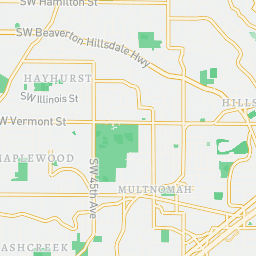 SW Hamilton St
SW Beaverton Hillsdale Hwy
HAYHURST
SW Illinois St
HILLS
W Vermont St
MAPLEWOOD
SW 45th Ave
MULTNOMAH
ASHCREEK